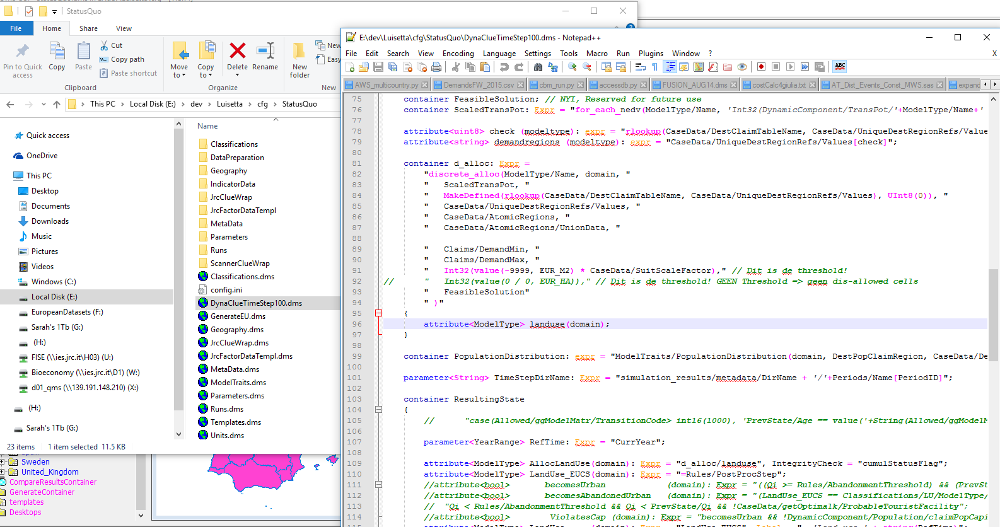 StatusQuo
File Home Share View
Pin to Quick access
Copy
Paste
Cut
Copy path
Paste shortcut
Clipboard
Move to
Copy to
Delete
Rename
Organize
New folder
New
Easy
This PC > Local Disk (E:) > dev > Luisetta > cfg > StatusQuo
Quick access
OneDrive
This PC
Desktop
Documents
Downloads
Music
Pictures
Videos
Windows (C:)
Local Disk (E:)
EuropeanDatasets (F:)
Sarah's 1Tb (G:)
(H:)
FISE (\\ies.jrc.it\H03) (U:)
Bioeconomy (\\ies.jrc.it\D1) (W:)
d01_qms (\\139.191.148.210) (X:)
(H:)
Sarah's 1Tb (G:)
Name
Classifications
DataPreparation
Geography
IndicatorData
JrcClueWrap
JrcFactorDataTempl
MetaData
Parameters
Runs
ScannerClueWrap
Classifications.dms
config.ini
DynaClueTimeStep100.dms
GenerateEU.dms
Geography.dms
JrcClueWrap.dms
JrcFactorDataTempl.dms
MetaData.dms
ModelTraits.dms
Parameters.dms
Runs.dms
Templates.dms
Units.dms
23 items 1 item selected 11.5 KB
Sweden
United_Kingdom
CompareResultsContainer
GenerateContainer
templates
Desktops
E:\dev\Luisetta\cfg\StatusQuo\DynaClueTimeStep100.dms - Notepad++
File Edit Search View Encoding Language Settings Tools Macro Run Plugins Window ? X
ABC
AWS_multicountry.py DemandsFW_2015.csv cbm_run.py accessdb.py FUSION_AUG14.dms costCalc4giulia.txt AT_Dist_Events_Const_MWS.sas expand
75 container FeasibleSolution; // NYI, Reserved for future use
76 container ScaledTransPot: Expr = "for_each_nedv(ModelType/Name, 'Int32(DynamicComponent/TransPot/'+ModelType/Name+'
77
78 attribute<uint8> check (modeltype): expr = "rlookup(CaseData/DestClaimTableName, CaseData/UniqueDestRegionRefs/Value
79 attribute<string> demandregions (modeltype): expr = "CaseData/UniqueDestRegionRefs/Values[check]";
80
81 container d_alloc: Expr =
82 "discrete_alloc(ModelType/Name, domain, "
83 " ScaledTransPot, "
84 " MakeDefined(rlookup(CaseData/DestClaimTableName, CaseData/UniqueDestRegionRefs/Values), UInt8(0)), "
85 " CaseData/UniqueDestRegionRefs/Values, "
86 " CaseData/AtomicRegions, "
87 " CaseData/AtomicRegions/UnionData, "
88
89 " Claims/DemandMin, "
90 " Claims/DemandMax, "
91 " Int32(value(-9999, EUR_M2) * CaseData/SuitScaleFactor)," // Dit is de threshold!
92 // " Int32(value(0 / 0, EUR_HA))," // Dit is de threshold! GEEN Threshold => geen dis-allowed cells
93 " FeasibleSolution"
94 " )"
95 {
96 attribute<ModelType> landuse(domain);
97 }
98
99 container PopulationDistribution: expr = "ModelTraits/PopulationDistribution(domain, DestPopClaimRegion, CaseData/De
100
101 parameter<String> TimeStepDirName: Expr = "simulation_results/metadata/DirName + '/'+Periods/Name[PeriodID]";
102
103 container ResultingState
104 {
105 // "case(Allowed/ggModelMatr/TransitionCode> int16(1000), 'PrevState/Age == value('+String(Allowed/ggModelM
106
107 parameter<YearRange> RefTime: Expr = "CurrYear";
108
109 attribute<ModelType> AllocLandUse(domain): Expr = "d_alloc/landuse", IntegrityCheck = "cumulStatusFlag";
110 attribute<ModelType> LandUse_EUCS(domain): Expr = "=Rules/PostProcStep";
111 //attribute<bool> becomesUrban (domain): Expr = "((Qi >= Rules/AbandonmentThreshold) && (PrevSt
112 //attribute<bool> becomesAbandonedUrban (domain): Expr = "(LandUse_EUCS == Classifications/LU/ModelType/
113 // "Qi < Rules/AbandonmentThreshold && Qi < PrevState/Qi && !CaseData/getOptimalk/ProbableTouristFacility";
114 //attribute<bool> ViolatesCap (domain): Expr = "becomesUrban && !DynamicComponent/Population/claimPopCapi